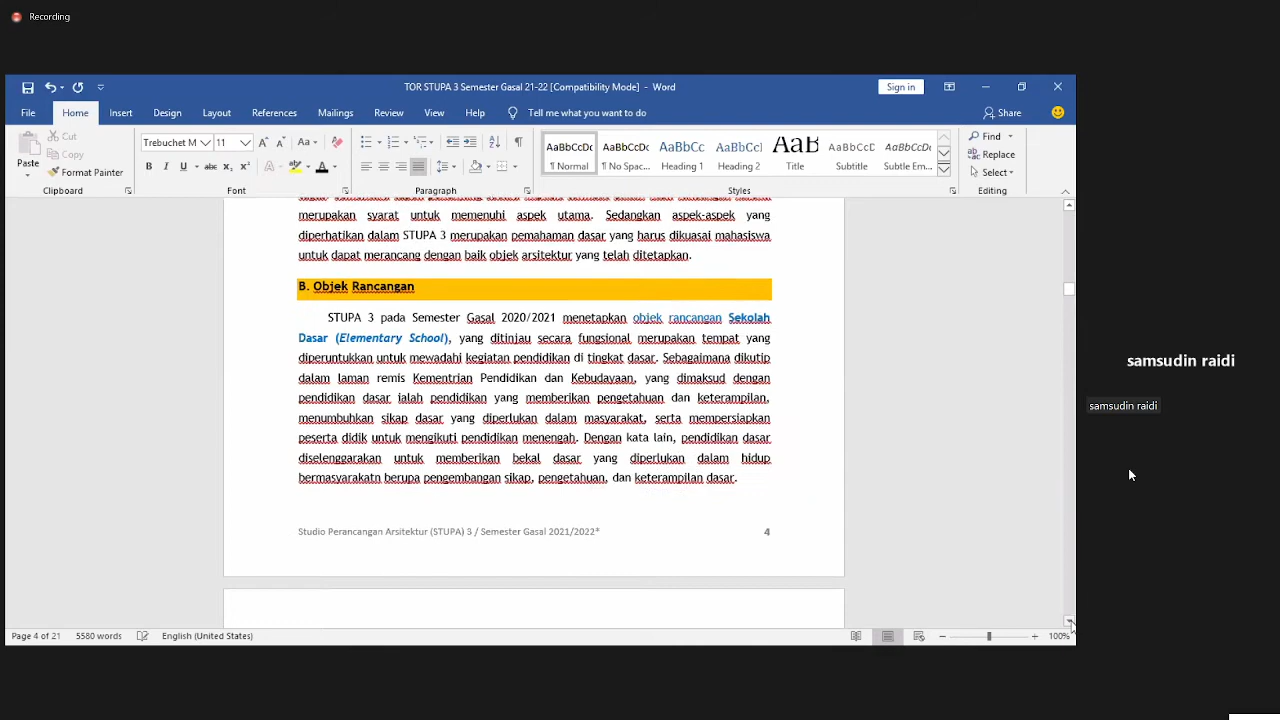 Recording
TOR STUPA 3 Semester Gasal 21-22 [Compatibility Mode] - Word
Sign in
File Home Insert Design Layout References Mailings Review View Help Tell me what you want to do Share
Paste
Cut
Copy
Format Painter
Trebuchet M 11
AaBbCcDc AaBbCcDc AaBbCc AaBbCcC AaB AaBbCcD AaBbCcDc
¶ Normal ¶ No Spac... Heading 1 Heading 2 Title Subtitle Subtle Em...
Find
Replace
Select
Clipboard Font Paragraph Styles Editing
merupakan syarat untuk memenuhi aspek utama. Sedangkan aspek-aspek yang
diperhatikan dalam STUPA 3 merupakan pemahaman dasar yang harus dikuasai mahasiswa
untuk dapat merancang dengan baik objek arsitektur yang telah ditetapkan.
B. Objek Rancangan
STUPA 3 pada Semester Gasal 2020/2021 menetapkan objek rancangan Sekolah
Dasar (Elementary School), yang ditinjau secara fungsional merupakan tempat yang
diperuntukkan untuk mewadahi kegiatan pendidikan di tingkat dasar. Sebagaimana dikutip
dalam laman remis Kementrian Pendidikan dan Kebudayaan, yang dimaksud dengan
pendidikan dasar ialah pendidikan yang memberikan pengetahuan dan keterampilan,
menumbuhkan sikap dasar yang diperlukan dalam masyarakat, serta mempersiapkan
peserta didik untuk mengikuti pendidikan menengah. Dengan kata lain, pendidikan dasar
diselenggarakan untuk memberikan bekal dasar yang diperlukan dalam hidup
bermasyarakatn berupa pengembangan sikap, pengetahuan, dan keterampilan dasar.
Studio Perancangan Arsitektur (STUPA) 3 / Semester Gasal 2021/2022* 4
Page 4 of 21 5580 words English (United States) 100%
samsudin raidi
samsudin raidi